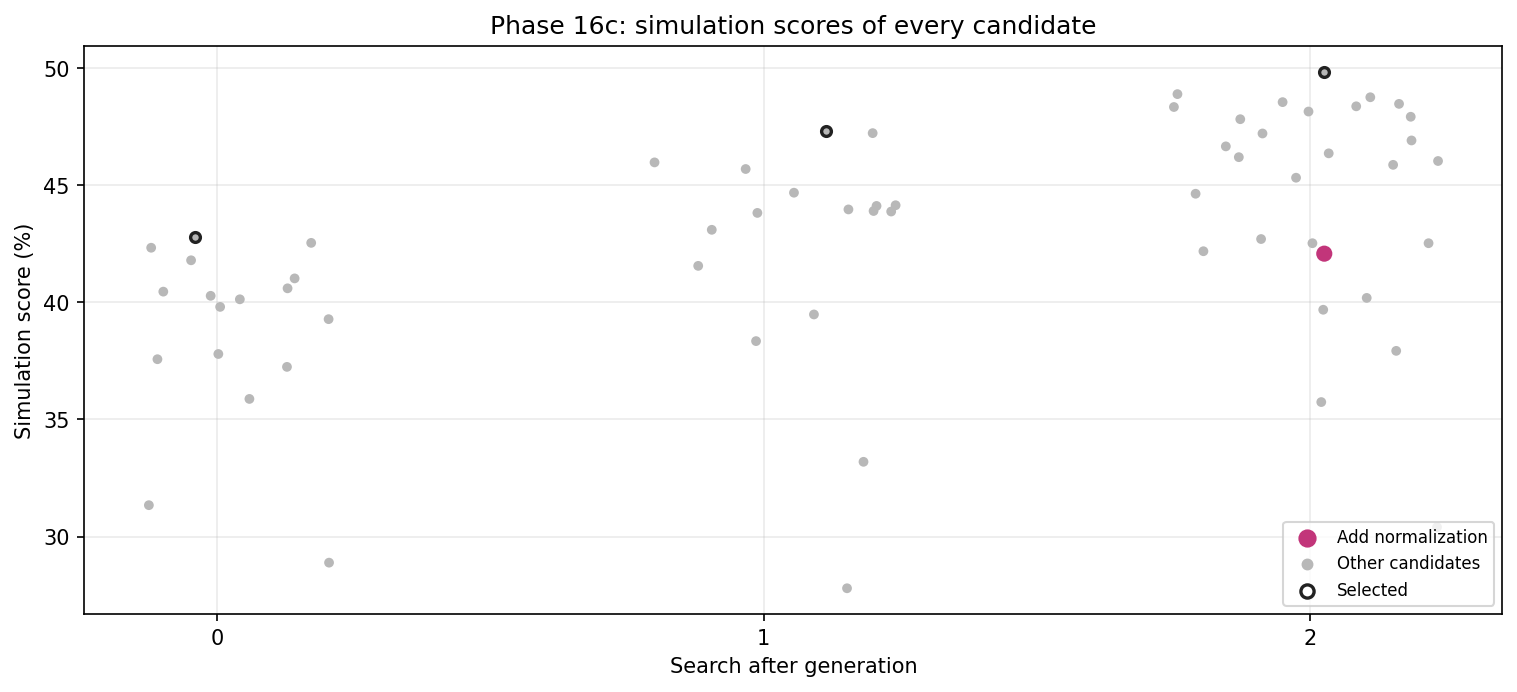 Phase 16c: simulation scores of every candidate
50
45
40
35
30
Simulation score (%)
0
1
2
Search after generation
Add normalization
Other candidates
Selected